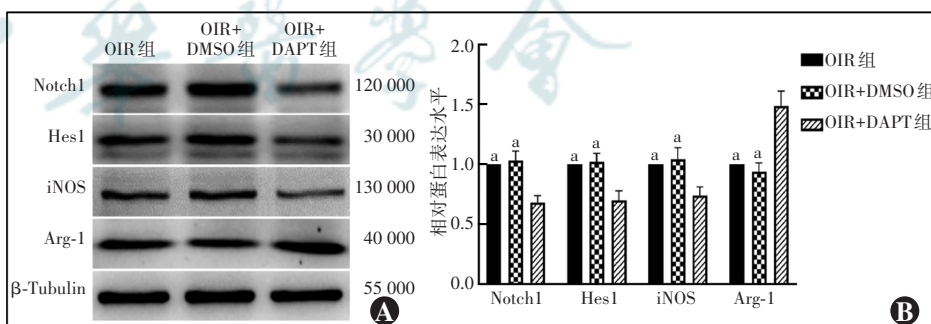 OIR组
OIR+
DMSO组
OIR+
DAPT组
Notch1
120 000
Hes1
30 000
iNOS
130 000
Arg-1
40 000
β-Tubulin
55 000
A
相对蛋白表达水平
2.0
1.5
1.0
0.5
0.0
OIR组
OIR+DMSO组
OIR+DAPT组
a a a a a a a a
Notch1 Hes1 iNOS Arg-1
B